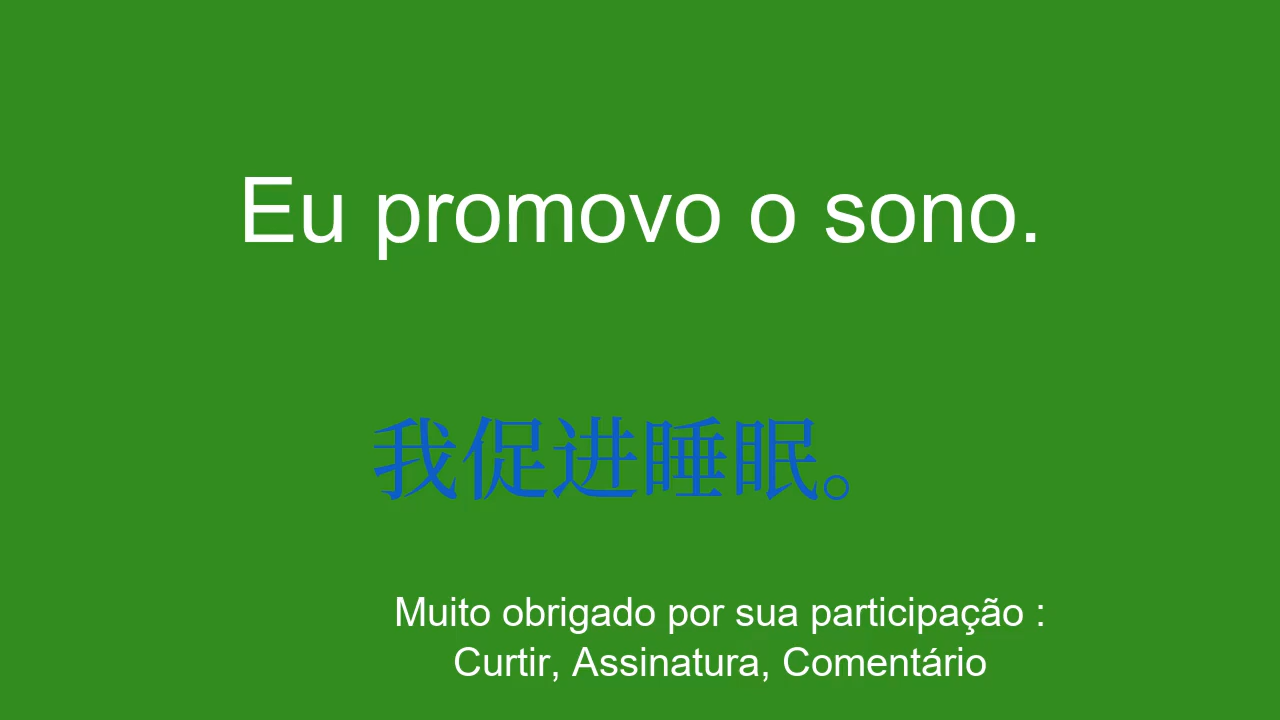 Eu promovo o sono.
我促进睡眠。
Muito obrigado por sua participação :
Curtir, Assinatura, Comentário